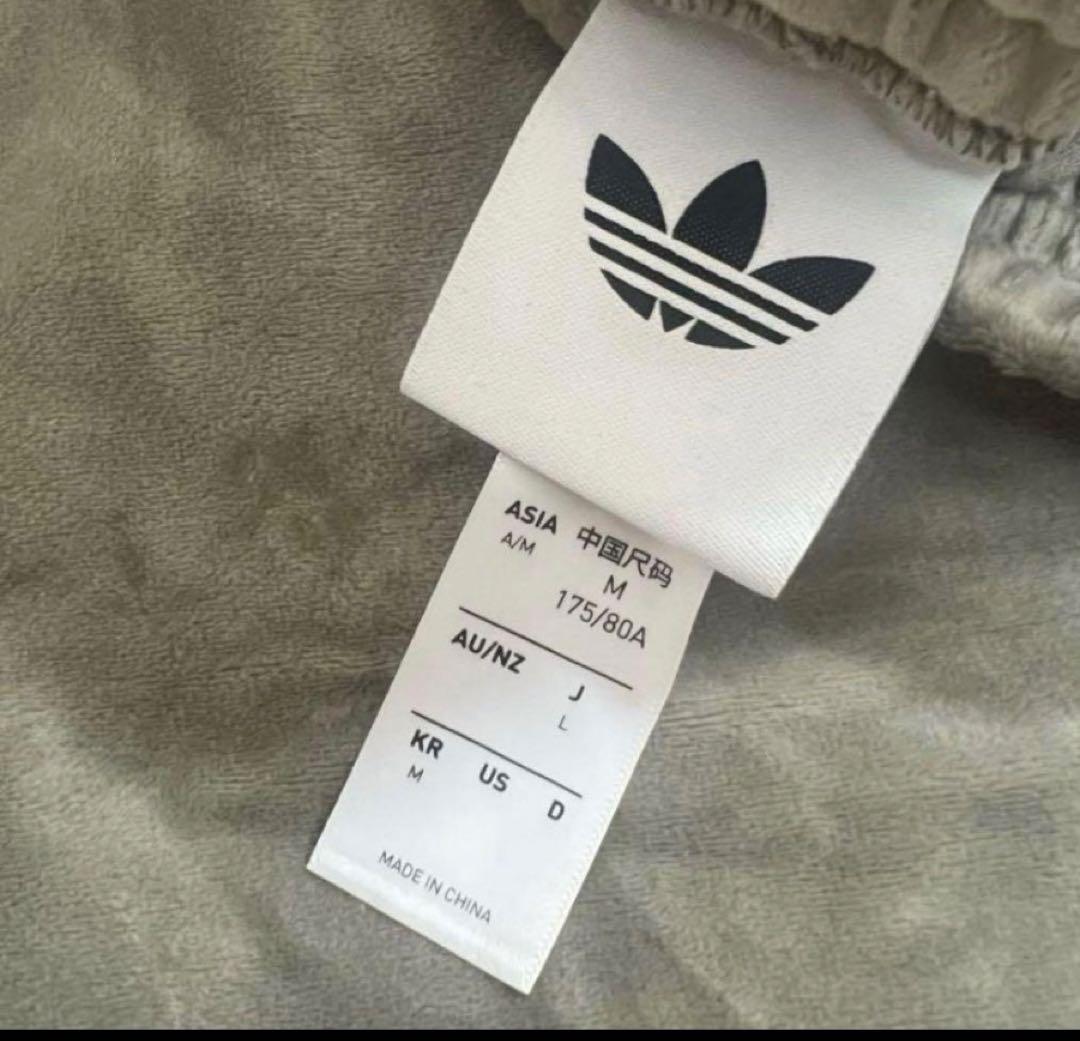 ASIA
A/M
中国尺码
M
175/80A
AU/NZ
J
L
KR
M
US
D
MADE IN CHINA